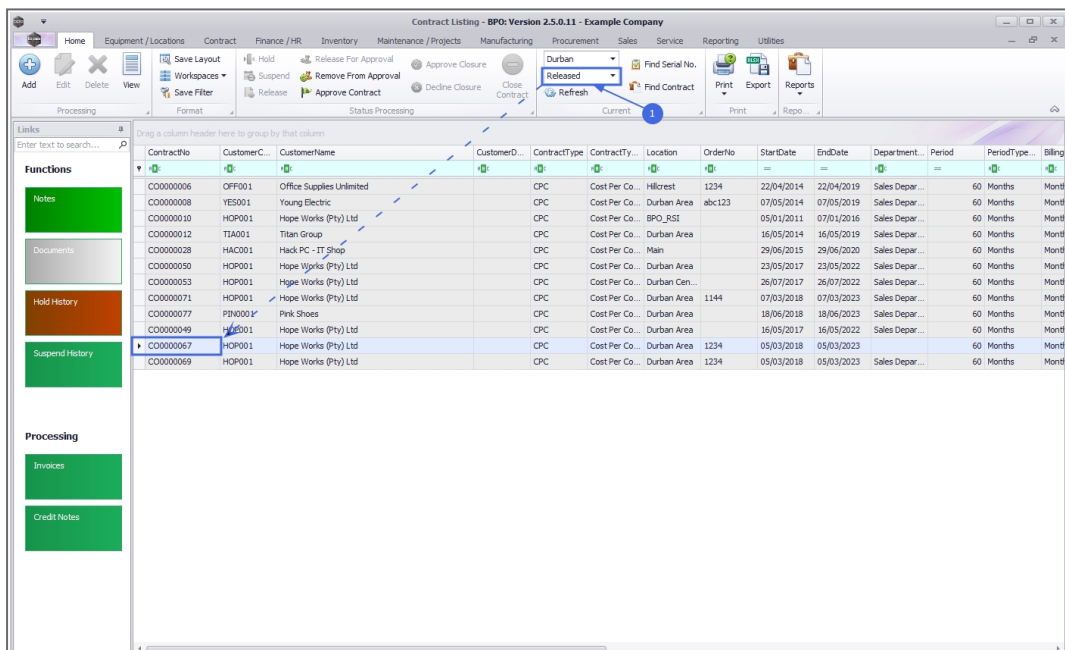 Contract Listing - BPO: Version 2.5.0.11 - Example Company
Home Equipment / Locations Contract Finance / HR Inventory Maintenance / Projects Manufacturing Procurement Sales Service Reporting Utilities
Add Edit Delete View
Processing
Save Layout
Workspaces
Save Filter
Format
Hold Release For Approval Approve Closure
Suspend Remove From Approval Decline Closure
Release Approve Contract
Close Contract
Status Processing
Durban
Released
Refresh
Find Serial No.
Find Contract
Current
1
Print Export
Print
Reports
Repo...
Links
Enter text to search...
Functions
Notes
Documents
Hold History
Suspend History
Processing
Invoices
Credit Notes
Drag a column header here to group by that column
ContractNo CustomerC... CustomerName CustomerD... ContractType ContractTy... Location OrderNo StartDate EndDate Department... Period PeriodType... Billing
CO0000006 OFF001 Office Supplies Unlimited CPC Cost Per Co... Hillcrest 1234 22/04/2014 22/04/2019 Sales Depar... 60 Months Month
CO0000008 YES001 Young Electric CPC Cost Per Co... Durban Area abc123 07/05/2014 07/05/2019 Sales Depar... 60 Months Month
CO0000010 HOP001 Hope Works (Pty) Ltd CPC Cost Per Co... BPO_RSI 05/01/2011 07/01/2016 Sales Depar... 60 Months Month
CO0000012 TIA001 Titan Group CPC Cost Per Co... Durban Area 16/05/2014 16/05/2019 Sales Depar... 60 Months Month
CO0000028 HAC001 Hack PC - IT Shop CPC Cost Per Co... Main 29/06/2015 29/06/2020 Sales Depar... 60 Months Month
CO0000050 HOP001 Hope Works (Pty) Ltd CPC Cost Per Co... Durban Area 23/05/2017 23/05/2022 Sales Depar... 60 Months Month
CO0000053 HOP001 Hope Works (Pty) Ltd CPC Cost Per Co... Durban Cen... 26/07/2017 26/07/2022 Sales Depar... 60 Months Month
CO0000071 HOP001 Hope Works (Pty) Ltd CPC Cost Per Co... Durban Area 1144 07/03/2018 07/03/2023 Sales Depar... 60 Months Month
CO0000077 PIN0001 Pink Shoes CPC Cost Per Co... Durban Area 18/06/2018 18/06/2023 Sales Depar... 60 Months Month
CO0000049 HOP001 Hope Works (Pty) Ltd CPC Cost Per Co... Durban Area 16/05/2017 16/05/2022 Sales Depar... 60 Months Month
CO0000067 HOP001 Hope Works (Pty) Ltd CPC Cost Per Co... Durban Area 1234 05/03/2018 05/03/2023 60 Months Month
CO0000069 HOP001 Hope Works (Pty) Ltd CPC Cost Per Co... Durban Area 1234 05/03/2018 05/03/2023 Sales Depar... 60 Months Month